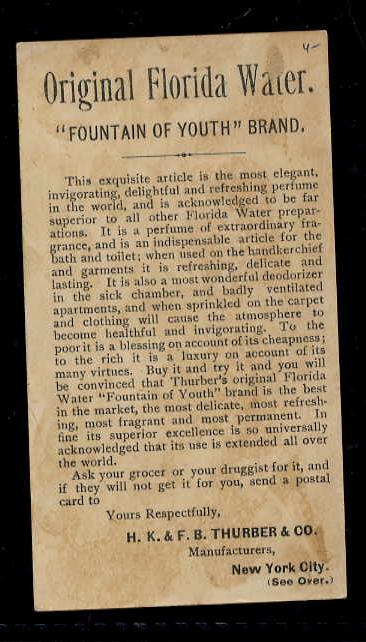 4-
Original Florida Water.
"FOUNTAIN OF YOUTH" BRAND.
This exquisite article is the most elegant,
invigorating, delightful and refreshing perfume
in the world, and is acknowledged to be far
superior to all other Florida Water prepar-
ations. It is a perfume of extraordinary fra-
grance, and is an indispensable article for the
bath and toilet; when used on the handkerchief
and garments it is refreshing, delicate and
lasting. It is also a most wonderful deodorizer
in the sick chamber, and badly ventilated
apartments, and when sprinkled on the carpet
and clothing will cause the atmosphere to
become healthful and invigorating. To the
poor it is a blessing on account of its cheapness;
to the rich it is a luxury on account of its
many virtues. Buy it and try it and you will
be convinced that Thurber's original Florida
Water "Fountain of Youth" brand is the best
in the market, the most delicate, most refresh-
ing, most fragrant and most permanent. In
fine its superior excellence is so universally
acknowledged that its use is extended all over
the world.
Ask your grocer or your druggist for it, and
if they will not get it for you, send a postal
card to
Yours Respectfully,
H. K. & F. B. THURBER & CO.
Manufacturers,
New York City.
(See Over.)